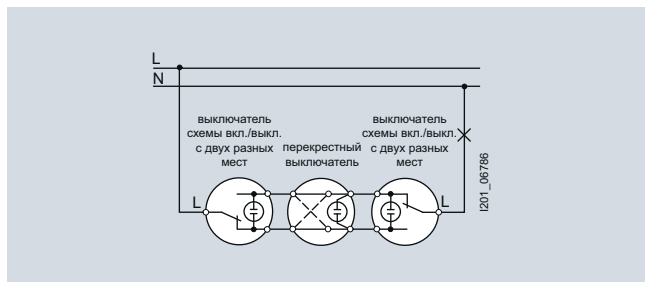 L
N
выключатель
схемы вкл./выкл.
с двух разных
мест
перекрестный
выключатель
выключатель
схемы вкл./выкл.
с двух разных
мест
L
L
I201_06786